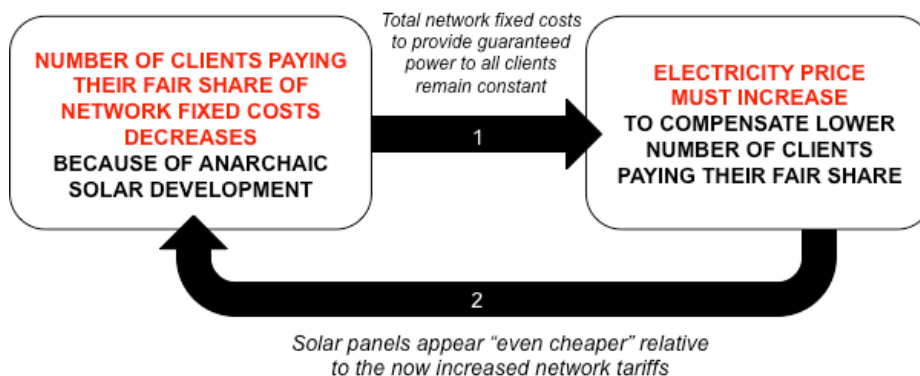 NUMBER OF CLIENTS PAYING
THEIR FAIR SHARE OF
NETWORK FIXED COSTS
DECREASES
BECAUSE OF ANARCHAIC
SOLAR DEVELOPMENT
Total network fixed costs
to provide guaranteed
power to all clients
remain constant
1
ELECTRICITY PRICE
MUST INCREASE
TO COMPENSATE LOWER
NUMBER OF CLIENTS
PAYING THEIR FAIR SHARE
2
Solar panels appear “even cheaper” relative
to the now increased network tariffs